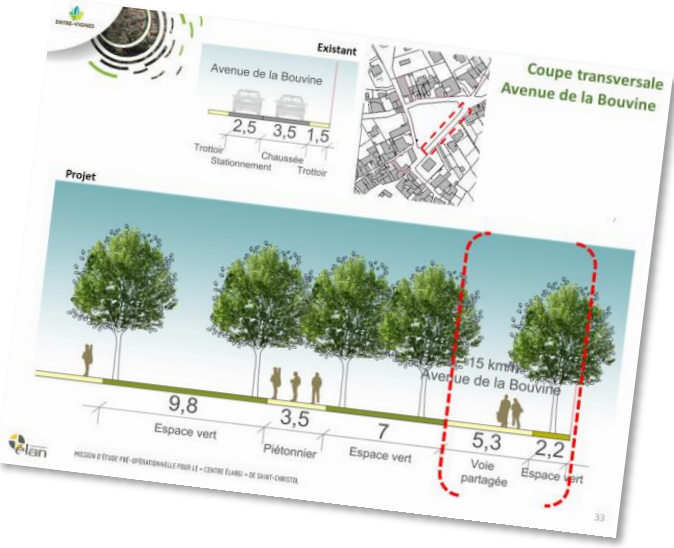 ENTRE-VIGNES
Existant
Avenue de la Bouvine
2,5 3,5 1,5
Trottoir
Stationnement
Chaussée
Trottoir
Coupe transversale
Avenue de la Bouvine
Projet
15 km/h
Avenue de la Bouvine
9,8 3,5 7 5,3 2,2
Espace vert
Piétonnier
Espace vert
Voie
partagée
Espace vert
élan
MISSION D'ÉTUDE PRÉ-OPÉRATIONNELLE POUR LE « CENTRE ÉLARGI » DE SAINT-CHRISTOL
33